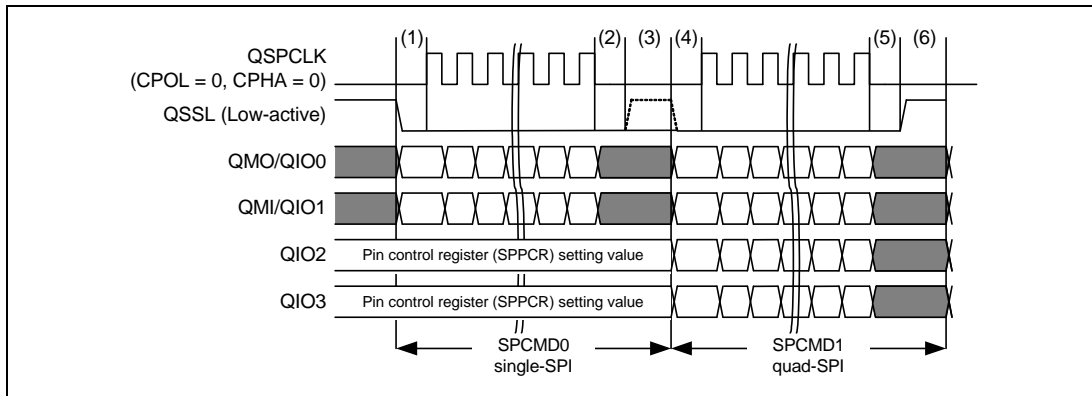 (1) (2) (3) (4) (5) (6)
QSPCLK
(CPOL = 0, CPHA = 0)
QSSL (Low-active)
QMO/QIO0
QMI/QIO1
QIO2 Pin control register (SPPCR) setting value
QIO3 Pin control register (SPPCR) setting value
SPCMD0 SPCMD1
single-SPI quad-SPI